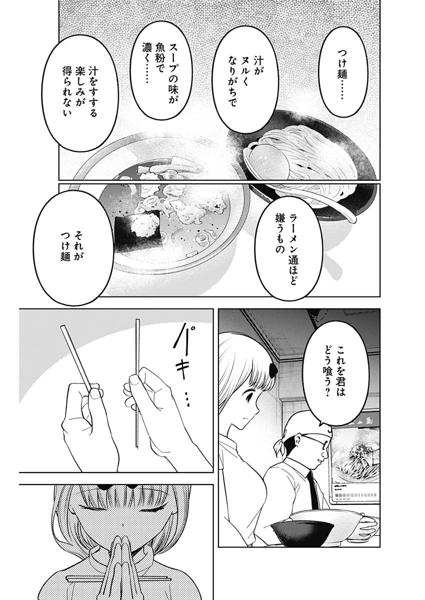 つけ麺……
汁が
ヌルく
なりがちで
スープの味が
魚粉で
濃く……
汁をすする
楽しみが
得られない
ラーメン通ほど
嫌うもの
それが
つけ麺
これを君は
どう喰う?
パキ…